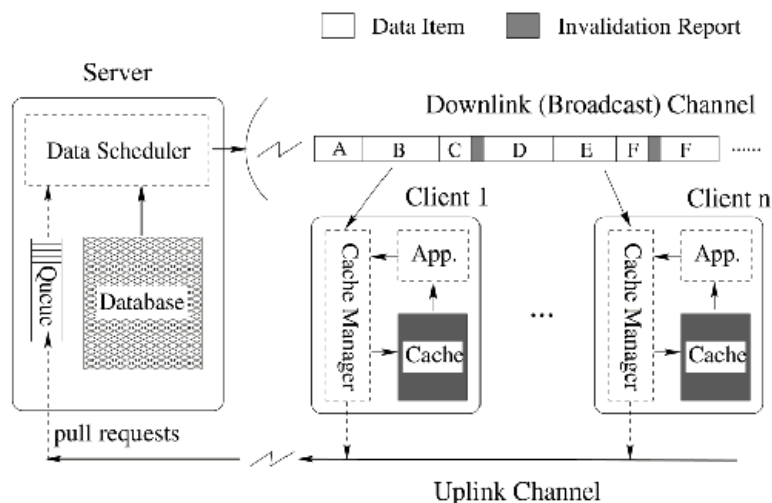 Data Item
Invalidation Report
Server
Downlink (Broadcast) Channel
Data Scheduler
A B C D E F F ......
Client 1
Client n
Queue
Database
Cache Manager
App.
Cache
...
Cache Manager
App.
Cache
pull requests
Uplink Channel